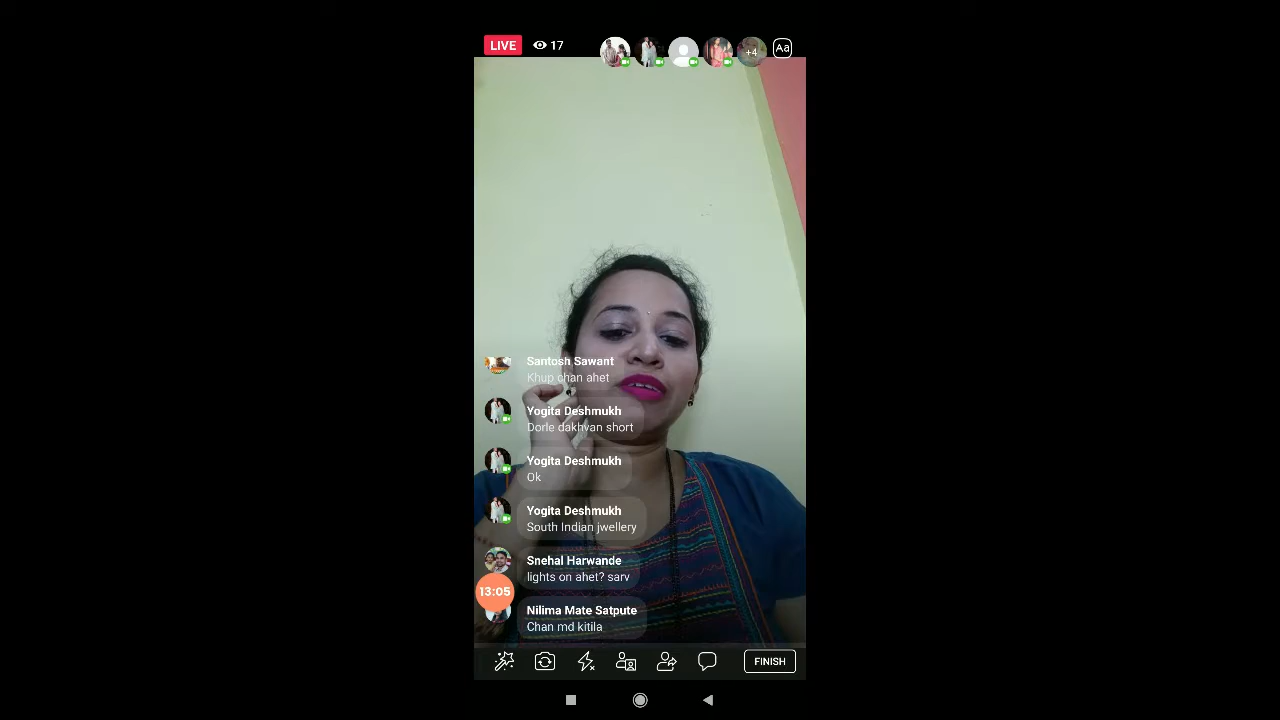 LIVE 17 +4 Aa
Santosh Sawant
Khup chan ahet
Yogita Deshmukh
Dorle dakhvan short
Yogita Deshmukh
Ok
Yogita Deshmukh
South Indian jwellery
Snehal Harwande
lights on ahet? sarv
13:05
Nilima Mate Satpute
Chan md kitila
FINISH